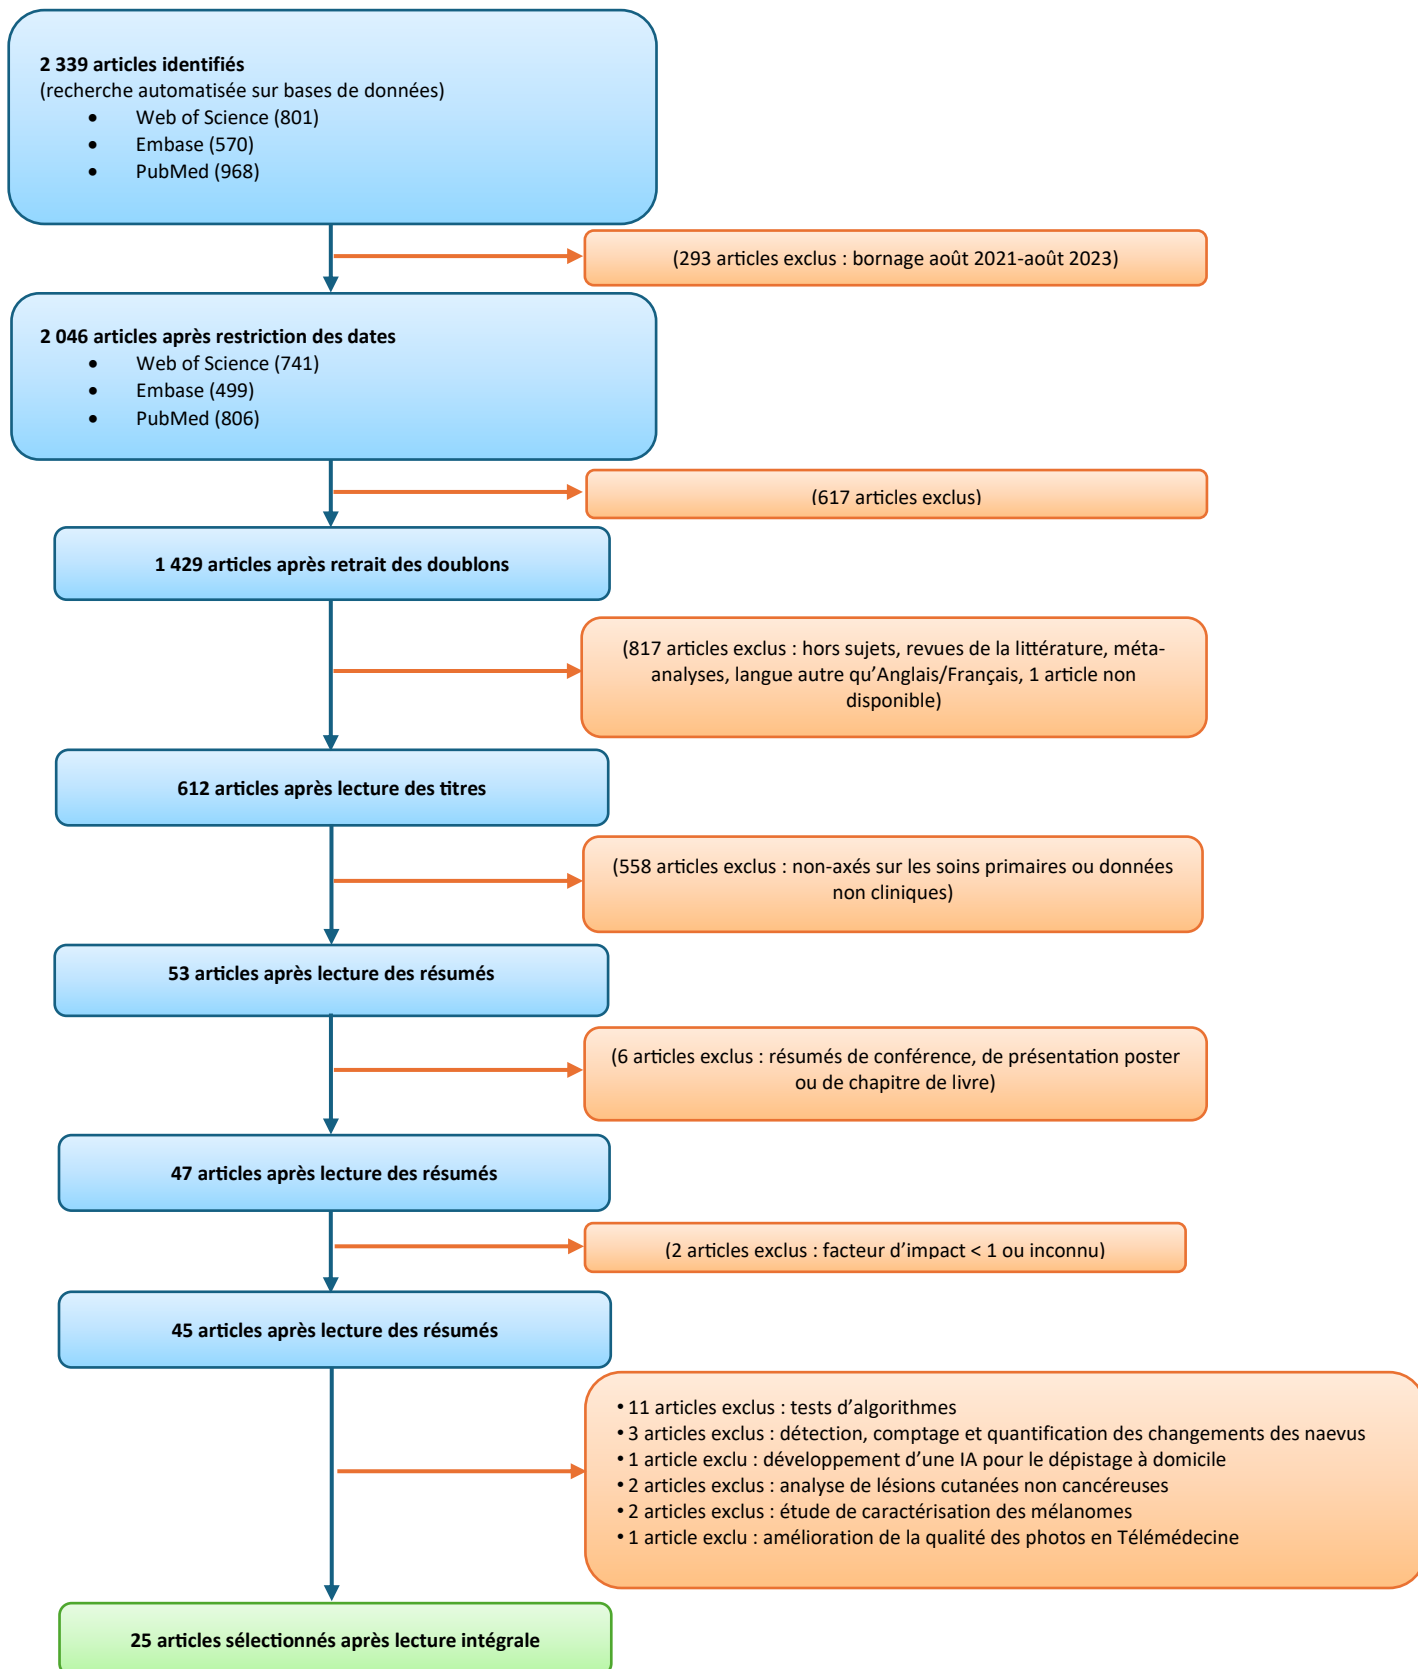 2 339 articles identifiés
(recherche automatisée sur bases de données)
• Web of Science (801)
• Embase (570)
• PubMed (968)
(293 articles exclus : bornage août 2021-août 2023)
2 046 articles après restriction des dates
• Web of Science (741)
• Embase (499)
• PubMed (806)
(617 articles exclus)
1 429 articles après retrait des doublons
(817 articles exclus : hors sujets, revues de la littérature, méta-
analyses, langue autre qu’Anglais/Français, 1 article non
disponible)
612 articles après lecture des titres
(558 articles exclus : non-axés sur les soins primaires ou données
non cliniques)
53 articles après lecture des résumés
(6 articles exclus : résumés de conférence, de présentation poster
ou de chapitre de livre)
47 articles après lecture des résumés
(2 articles exclus : facteur d’impact < 1 ou inconnu)
45 articles après lecture des résumés
• 11 articles exclus : tests d’algorithmes
• 3 articles exclus : détection, comptage et quantification des changements des naevus
• 1 article exclu : développement d’une IA pour le dépistage à domicile
• 2 articles exclus : analyse de lésions cutanées non cancéreuses
• 2 articles exclus : étude de caractérisation des mélanomes
• 1 article exclu : amélioration de la qualité des photos en Télémédecine
25 articles sélectionnés après lecture intégrale